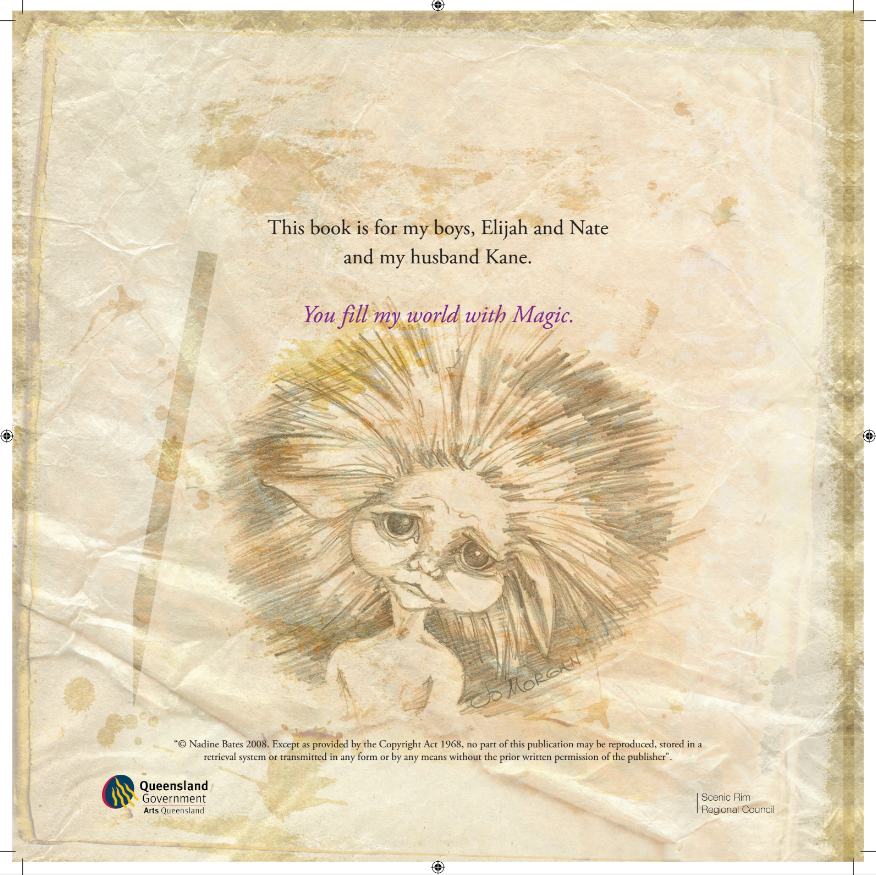 This book is for my boys, Elijah and Nate
and my husband Kane.
You fill my world with Magic.
Jo Morgan
"© Nadine Bates 2008. Except as provided by the Copyright Act 1968, no part of this publication may be reproduced, stored in a
retrieval system or transmitted in any form or by any means without the prior written permission of the publisher".
Queensland
Government
Arts Queensland
Scenic Rim
Regional Council